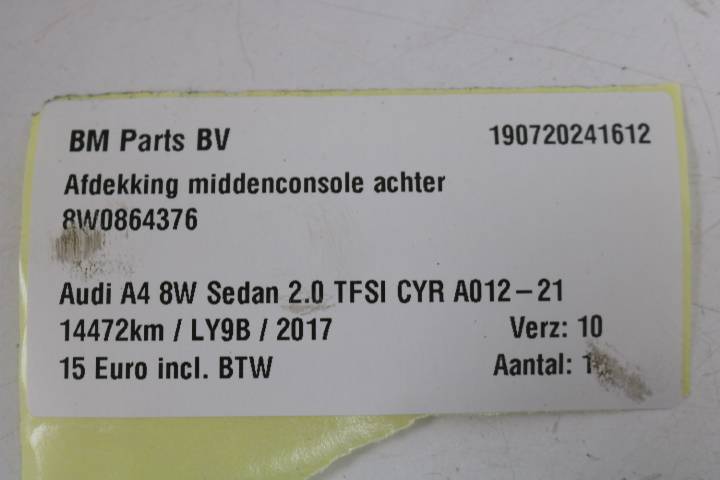 BM Parts BV 190720241612
Afdekking middenconsole achter
8W0864376
Audi A4 8W Sedan 2.0 TFSI CYR A012-21
14472km / LY9B / 2017 Verz: 10
15 Euro incl. BTW Aantal: 1